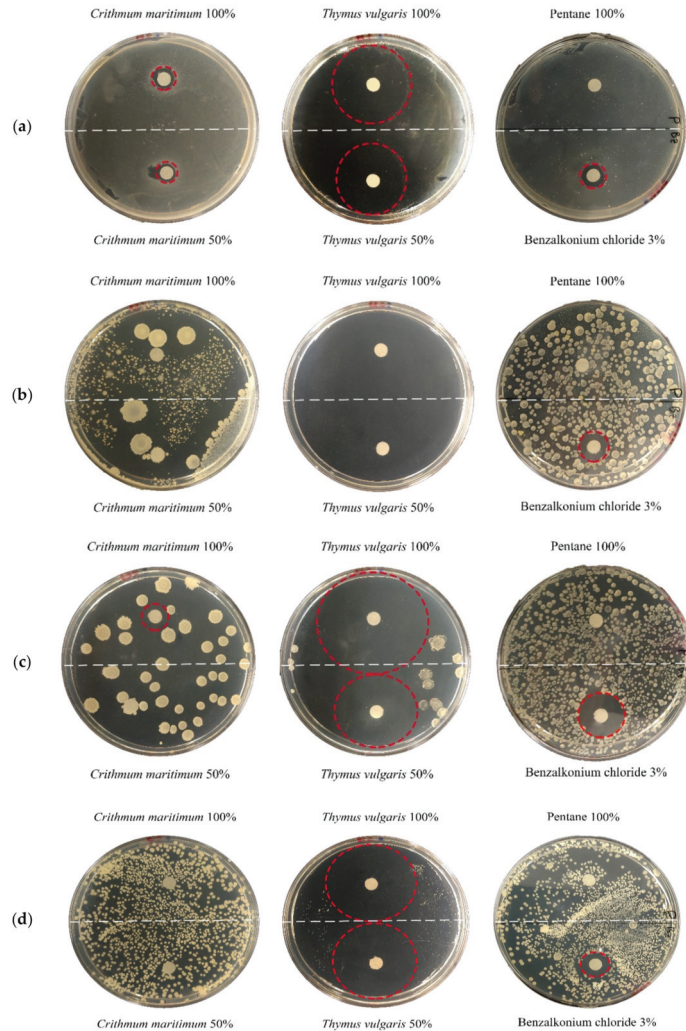 Crithmum maritimum 100% Thymus vulgaris 100% Pentane 100%
(a)
Crithmum maritimum 50% Thymus vulgaris 50% Benzalkonium chloride 3%
Crithmum maritimum 100% Thymus vulgaris 100% Pentane 100%
(b)
Crithmum maritimum 50% Thymus vulgaris 50% Benzalkonium chloride 3%
Crithmum maritimum 100% Thymus vulgaris 100% Pentane 100%
(c)
Crithmum maritimum 50% Thymus vulgaris 50% Benzalkonium chloride 3%
Crithmum maritimum 100% Thymus vulgaris 100% Pentane 100%
(d)
Crithmum maritimum 50% Thymus vulgaris 50% Benzalkonium chloride 3%